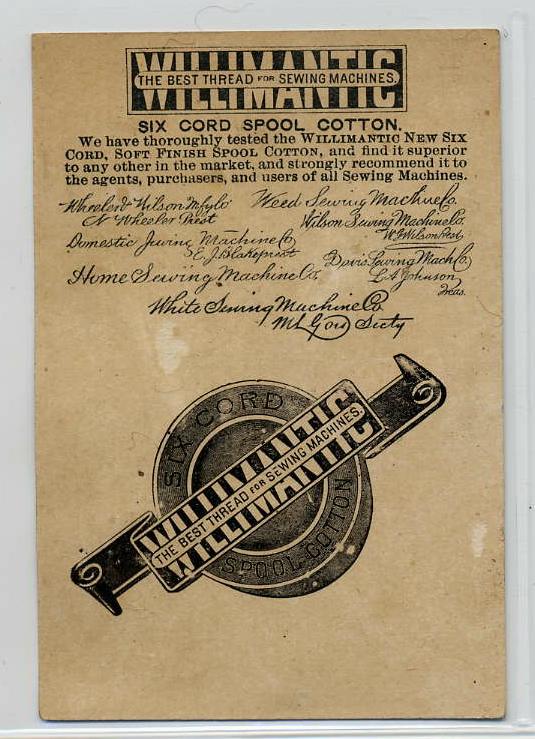 WILLIMANTIC
THE BEST THREAD FOR SEWING MACHINES.
SIX CORD SPOOL COTTON.
We have thoroughly tested the WILLIMANTIC NEW SIX
CORD, SOFT FINISH SPOOL COTTON, and find it superior
to any other in the market, and strongly recommend it to
the agents, purchasers, and users of all Sewing Machines.
Wheeler & Wilson Mfg Co
N Wheeler Prest
Weed Sewing Machine Co.
Wilson Sewing Machine Co
W. G. Wilson Prest
Domestic Sewing Machine Co
Blake prest
Davis Sewing Mach Co.
L A Johnson
Treas.
Home Sewing Machine Co.
White Sewing Machine Co
Secty
SIX CORD
WILLIMANTIC
THE BEST THREAD FOR SEWING MACHINES.
SPOOL COTTON